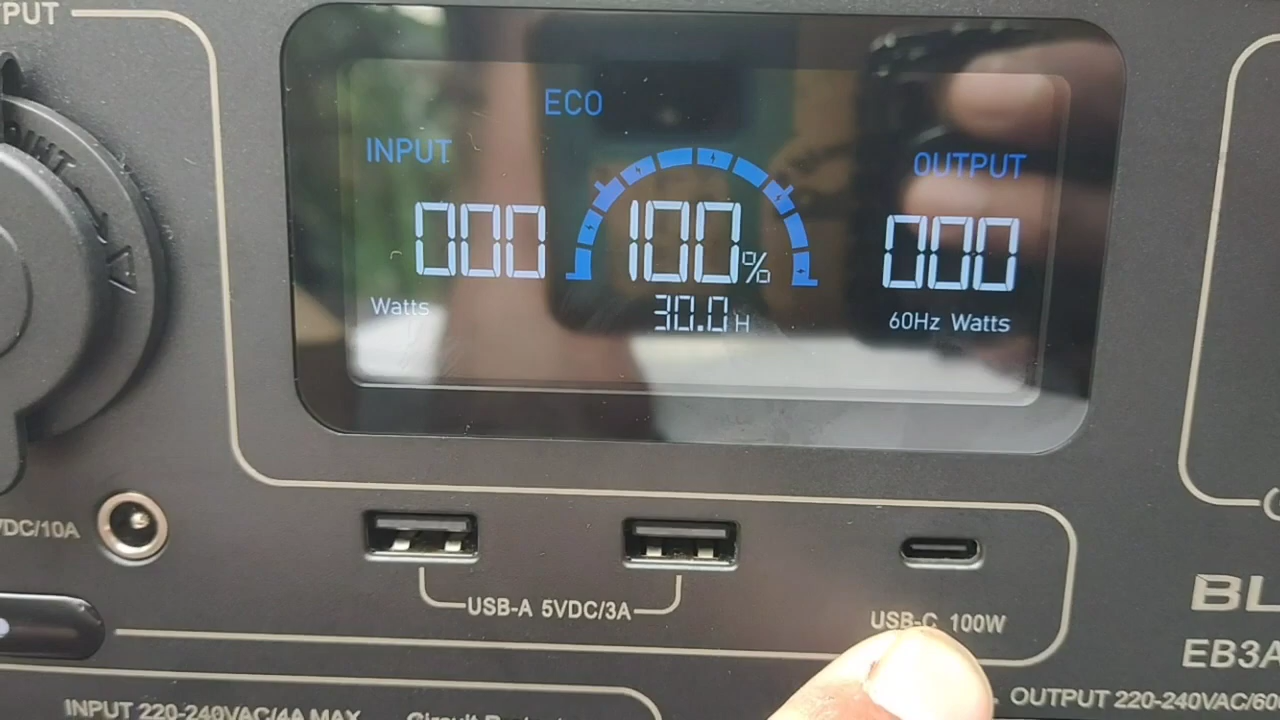 PUT
ECO
INPUT
OUTPUT
000
100%
000
Watts
30.0H
60Hz Watts
VDC/10A
USB-A 5VDC/3A
USB-C 100W
BL
EB3A
INPUT 220-240VAC/4A MAX
OUTPUT 220-240VAC/60